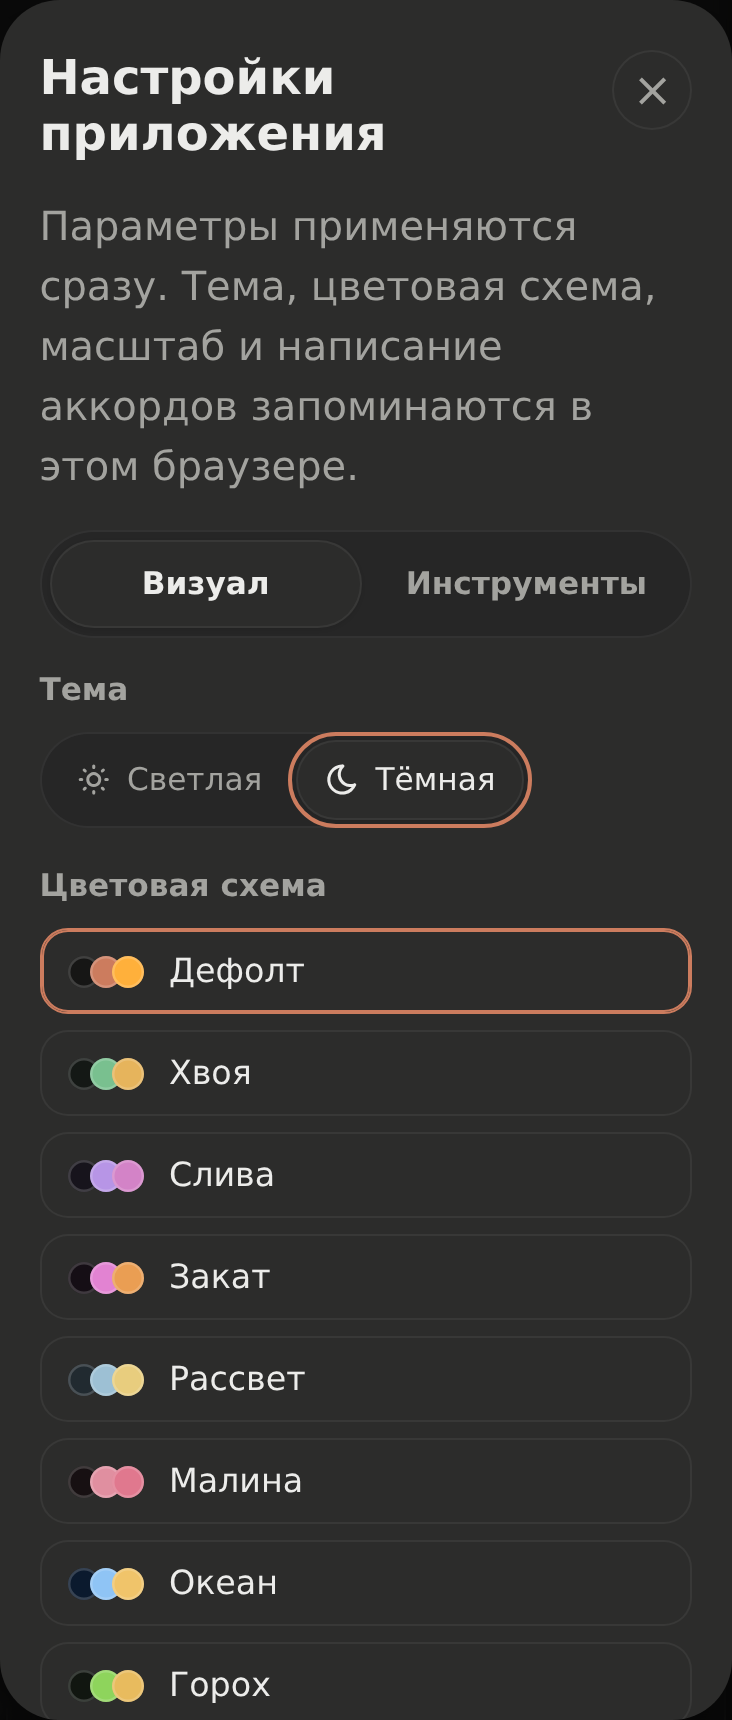 Настройки
приложения
Параметры применяются
сразу. Тема, цветовая схема,
масштаб и написание
аккордов запоминаются в
этом браузере.
Визуал
Инструменты
Тема
Светлая
Тёмная
Цветовая схема
Дефолт
Хвоя
Слива
Закат
Рассвет
Малина
Океан
Горох